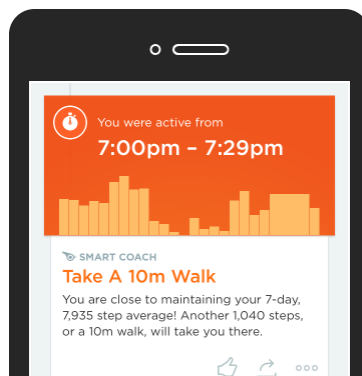 You were active from
7:00pm – 7:29pm
SMART COACH
Take A 10m Walk
You are close to maintaining your 7-day,
7,935 step average! Another 1,040 steps,
or a 10m walk, will take you there.